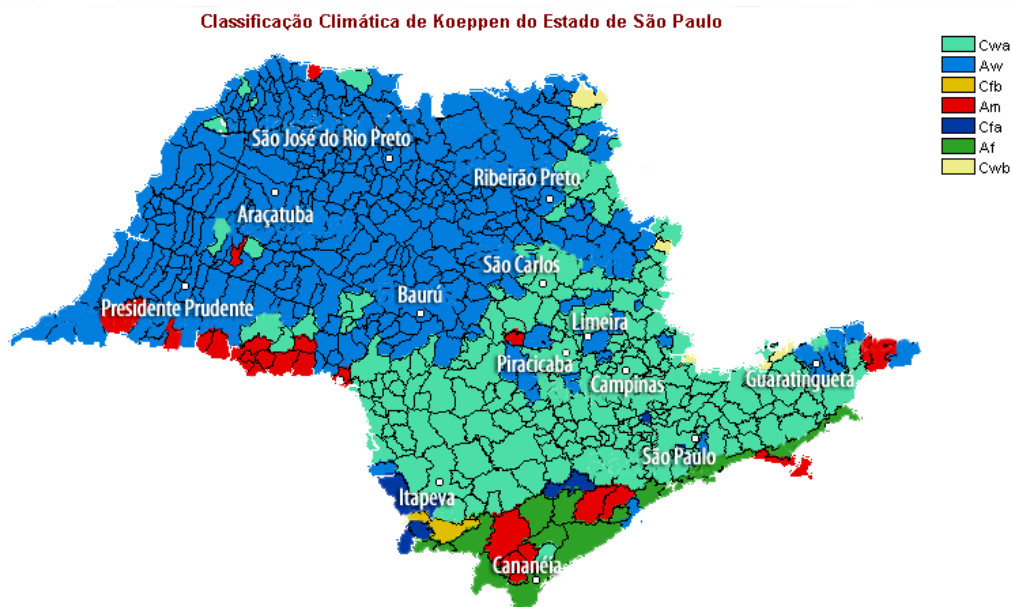 Classificação Climática de Koeppen do Estado de São Paulo
Cwa
Aw
Cfb
Am
Cfa
Af
Cwb
São José do Rio Preto
Ribeirão Preto
Araçatuba
São Carlos
Presidente Prudente
Baurú
Limeira
Piracicaba
Campinas
Guaratingueta
São Paulo
Itapeva
Cananéia